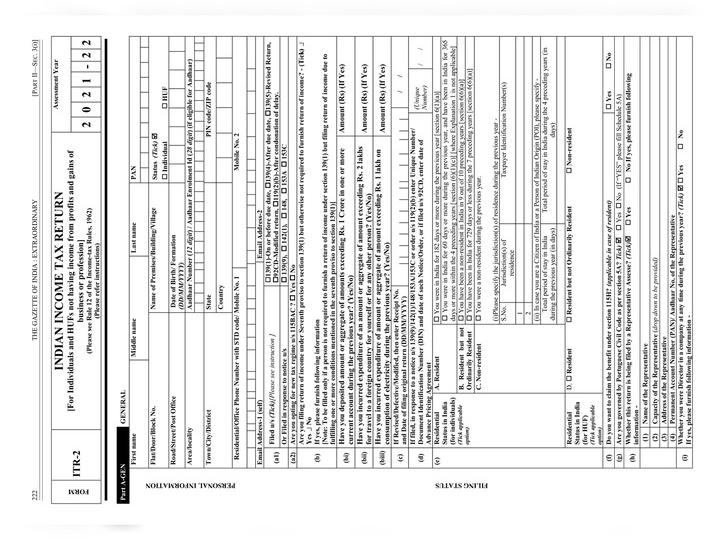 222 THE GAZETTE OF INDIA : EXTRAORDINARY [PART II—SEC. 3(i)]
FORM
ITR-2
INDIAN INCOME TAX RETURN
[For Individuals and HUFs not having income from profits and gains of
business or profession]
(Please see Rule 12 of the Income-tax Rules, 1962)
(Please refer instructions)
Assessment Year
2 0 2 1 - 2 2
Part A-GEN GENERAL
PERSONAL INFORMATION
First name Middle name Last name PAN
Flat/Door/Block No. Name of Premises/Building/Village Status (Tick) ☑
☐ Individual ☐ HUF
Road/Street/Post Office Date of Birth / Formation
(DD/MM/YYYY)
Area/locality Aadhaar Number (12 digit) / Aadhaar Enrolment Id (28 digit) (if eligible for Aadhaar)
Town/City/District State PIN code/ZIP code
Country
Residential/Office Phone Number with STD code/ Mobile No. 1 Mobile No. 2
Email Address-1 (self) Email Address-2
FILING STATUS
(a1) Filed u/s (Tick)[Please see instruction ] ☐139(1)-On or before due date, ☐139(4)-After due date, ☐139(5)-Revised Return,
☐92CD-Modified return, ☐119(2)(b)-After condonation of delay.
Or Filed in response to notice u/s ☐139(9), ☐142(1), ☐148, ☐153A ☐153C
(a2) Are you opting for new tax regime u/s 115BAC ? ☐ Yes ☐ No
(b) Are you filing return of income under Seventh proviso to section 139(1) but otherwise not required to furnish return of income? - (Tick)
Yes No
If yes, please furnish following information
[Note: To be filled only if a person is not required to furnish a return of income under section 139(1) but filing return of income due to
fulfilling one or more conditions mentioned in the seventh proviso to section 139(1)]
(bi) Have you deposited amount or aggregate of amounts exceeding Rs. 1 Crore in one or more
current account during the previous year? (Yes/No) Amount (Rs) (If Yes)
(bii) Have you incurred expenditure of an amount or aggregate of amount exceeding Rs. 2 lakhs
for travel to a foreign country for yourself or for any other person? (Yes/No) Amount (Rs) (If Yes)
(biii) Have you incurred expenditure of amount or aggregate of amount exceeding Rs. 1 lakh on
consumption of electricity during the previous year? (Yes/No) Amount (Rs) (If Yes)
(c) If Revised/Defective/Modified, then enter Receipt No.
and Date of filing original return (DD/MM/YYYY) / /
(d) If filed, in response to a notice u/s 139(9)/142(1)/148/153A/153C or order u/s 119(2)(b) enter Unique Number/
Document Identification Number (DIN) and date of such Notice/Order, or if filed u/s 92CD, enter date of
Advance Pricing Agreement (Unique
Number) / /
(e) Residential
Status in India
(for individuals)
(Tick applicable
option)
A. Resident
☐ You were in India for 182 days or more during the previous year [section 6(1)(a)]
☐ You were in India for 60 days or more during the previous year, and have been in India for 365
days or more within the 4 preceding years [section 6(1)(c)] [where Explanation 1 is not applicable]
B. Resident but not
Ordinarily Resident
☐ You have been a non-resident in India in 9 out of 10 preceding years [section 6(6)(a)]
☐ You have been in India for 729 days or less during the 7 preceding years [section 6(6)(a)]
C. Non-resident
☐ You were a non-resident during the previous year.
(i)Please specify the jurisdiction(s) of residence during the previous year -
S.No. Jurisdiction(s) of
residence Taxpayer Identification Number(s)
1
2
(ii) In case you are a Citizen of India or a Person of Indian Origin (POI), please specify -
Total period of stay in India
during the previous year (in days) Total period of stay in India during the 4 preceding years (in
days)
Residential
Status in India
(for HUF)
(Tick applicable
option)
☐ Resident ☐ Resident but not Ordinarily Resident ☐ Non-resident
(f) Do you want to claim the benefit under section 115H? (applicable in case of resident) ☐ Yes ☐ No
(g) Are you governed by Portuguese Civil Code as per section 5A? Tick) ☑ ☐ Yes ☐ No (If "YES" please fill Schedule 5A)
(h) Whether this return is being filed by a Representative Assessee? (Tick)☑ ☐ Yes ☐ No If yes, please furnish following
information -
(1) Name of the Representative
(2) Capacity of the Representative (drop down to be provided)
(3) Address of the Representative
(4) Permanent Account Number (PAN)/ Aadhaar No. of the Representative
(i) Whether you were Director in a company at any time during the previous year? (Tick) ☑ ☐ Yes ☐ No
If yes, please furnish following information -